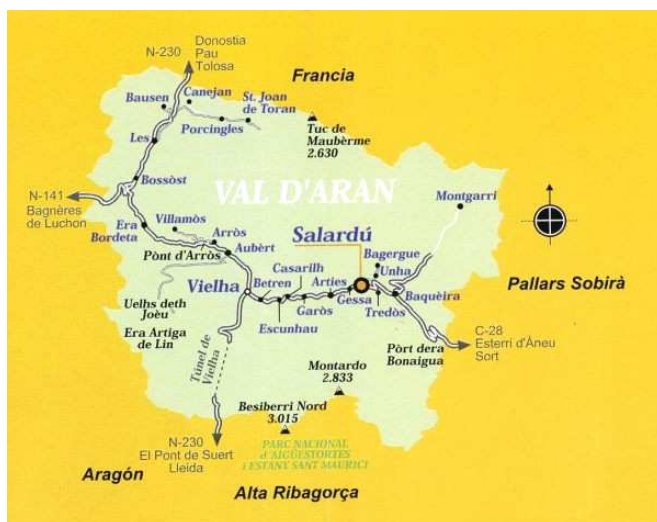 Donostia
N-230
Pau
Tolosa
Francia
Canejan
St. Joan
de Toran
Bausen
Porcingles
Tuc de
Maubèrme
2.630
Les
Bossòst
VAL D'ARAN
Montgarri
N-141
Bagnères
de Luchon
Villamòs
Era
Bordeta
Arròs
Salardú
Pònt d'Arròs
Aubèrt
Bagergue
Unha
Casarilh
Pallars Sobirà
Vielha
Betren
Arties
Baquèira
Gessa
Uelhs deth
Joèu
Garòs
Tredòs
Escunhau
Era Artiga
de Lin
C-28
Esterri d'Àneu
Sort
Pòrt dera
Bonaigua
Túnel de
Vielha
Montardo
2.833
Besiberri Nord
3.015
N-230
El Pont de Suert
Lleida
PARC NACIONAL
d'AIGÜESTORTES
i ESTANY SANT MAURICI
Aragón
Alta Ribagorça